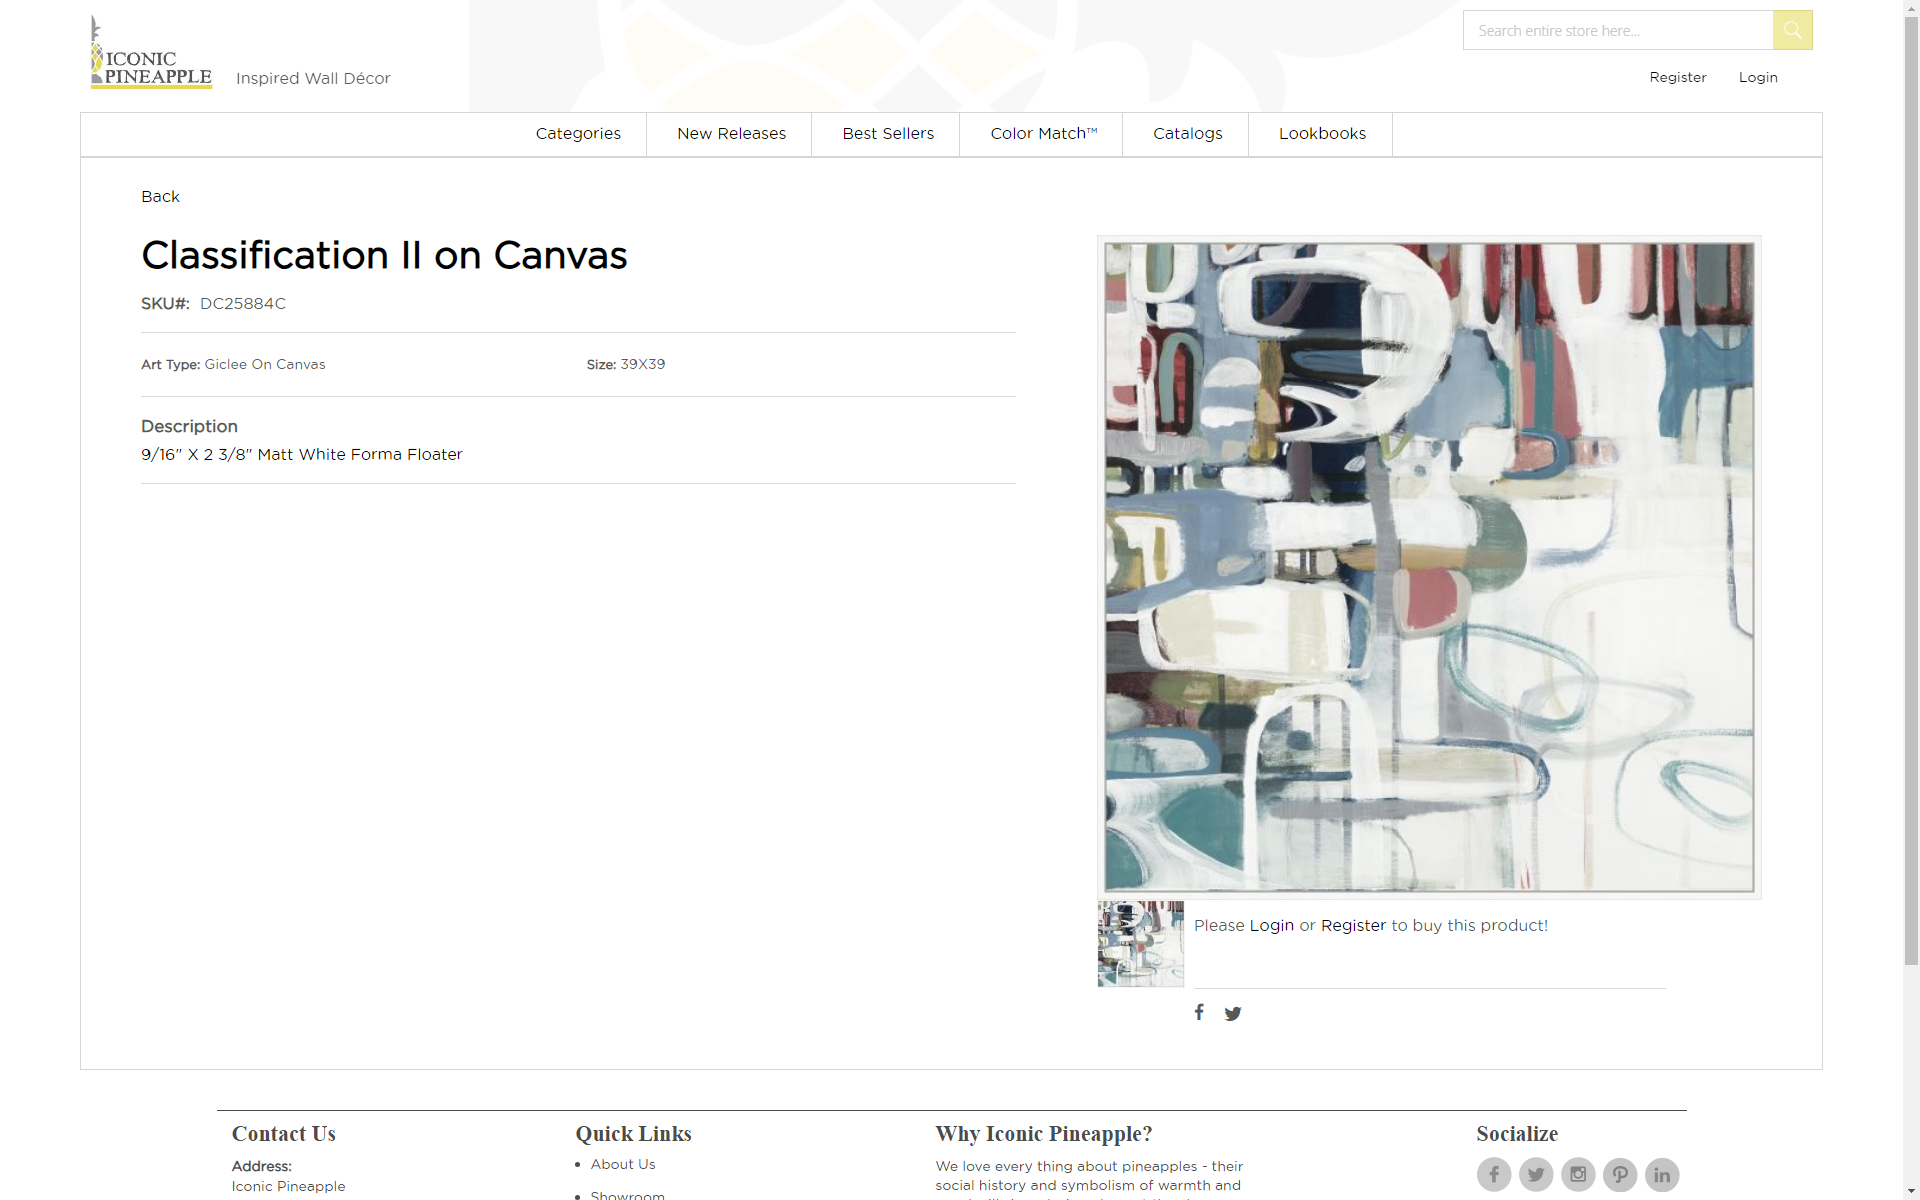 ICONIC
PINEAPPLE
Inspired Wall Décor
Search entire store here...
Register
Login
Categories
New Releases
Best Sellers
Color Match™
Catalogs
Lookbooks
Back
Classification II on Canvas
SKU#: DC25884C
Art Type: Giclee On Canvas
Size: 39X39
Description
9/16" X 2 3/8" Matt White Forma Floater
Please Login or Register to buy this product!
Contact Us
Address:
Iconic Pineapple
Quick Links
About Us
Showroom
Why Iconic Pineapple?
We love every thing about pineapples - their
social history and symbolism of warmth and
Socialize